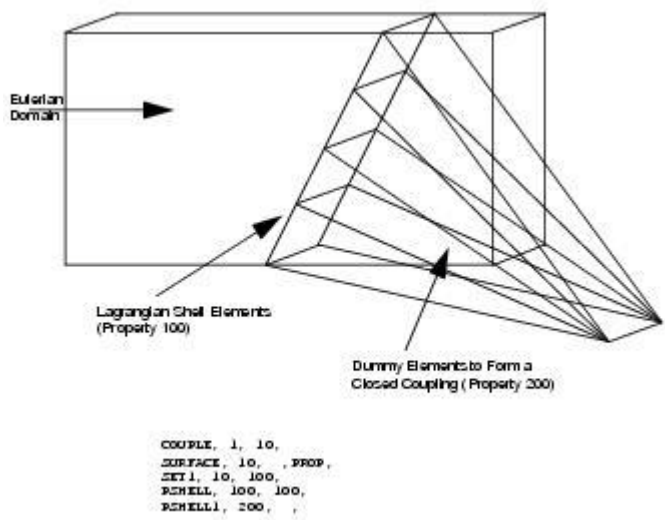 Eulerian
Domain
Lagrangian Shell Elements
(Property 100)
Dummy Elements to Form a
Closed Coupling (Property 200)
COUPLE, 1, 10,
SURFACE, 10, , PROP,
SET1, 10, 100,
PSHELL, 100, 100,
PSHELL1, 200, ,